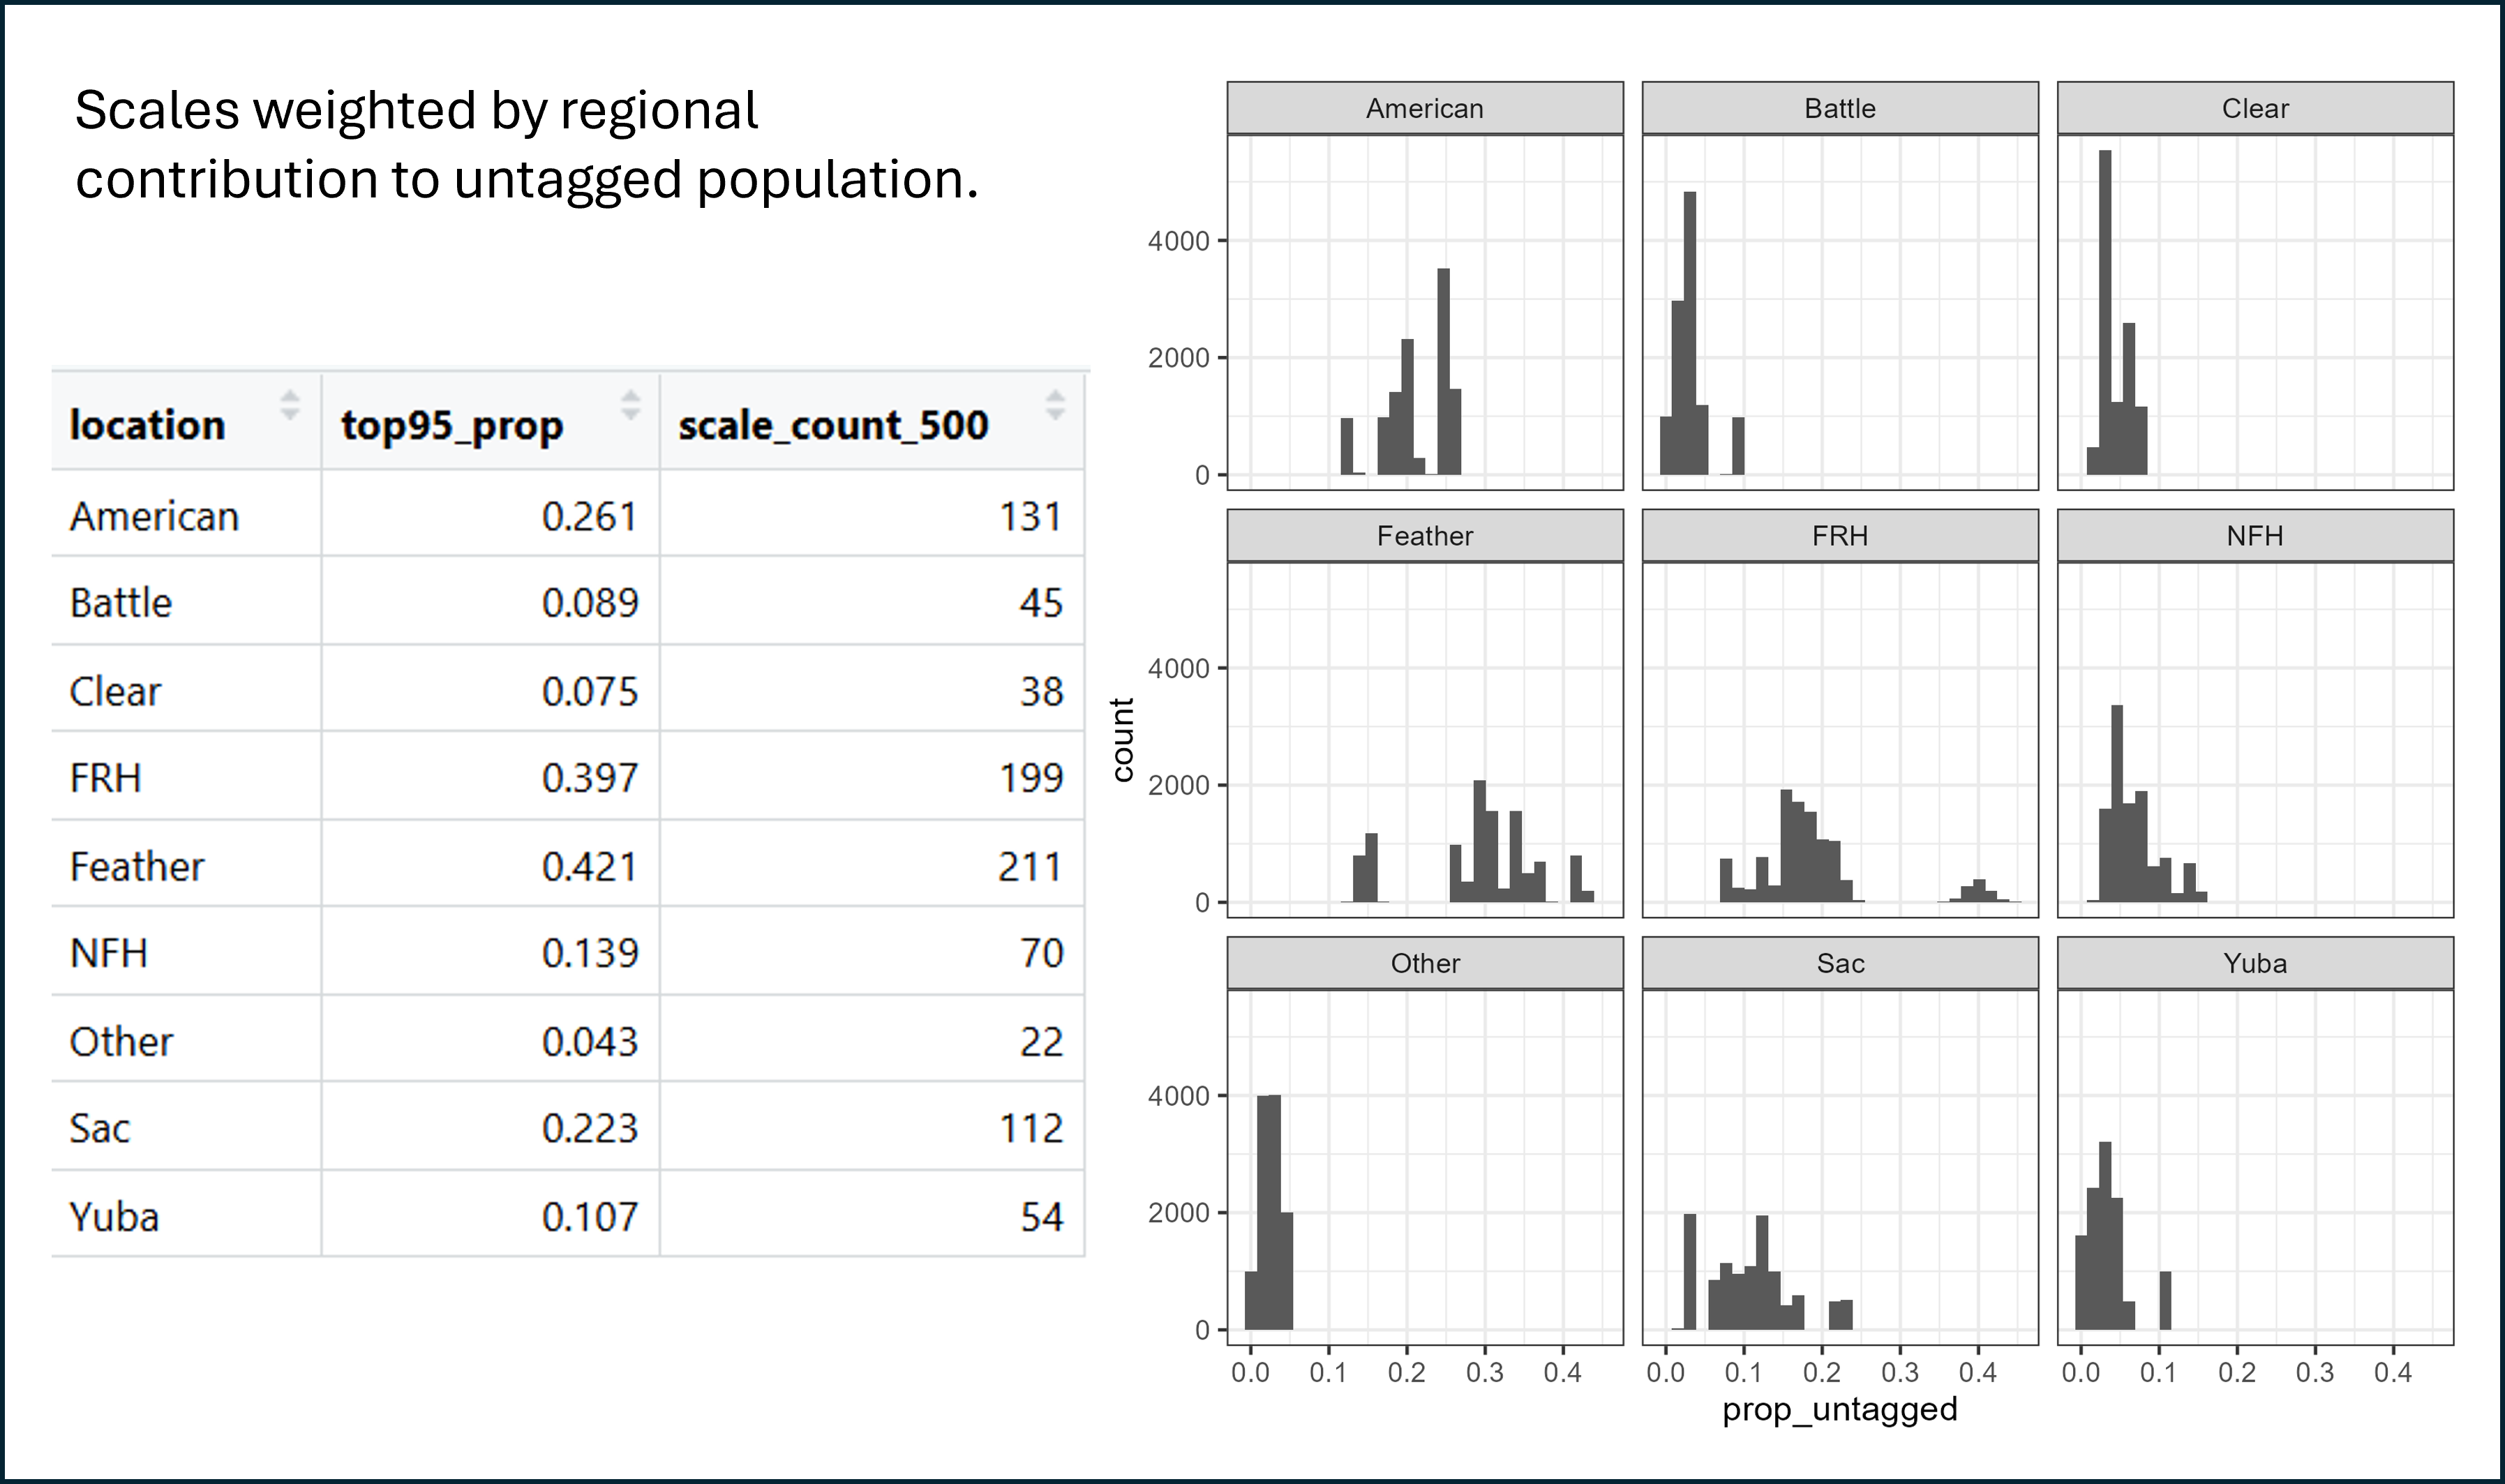 Scales weighted by regional
contribution to untagged population.
location top95_prop scale_count_500
American 0.261 131
Battle 0.089 45
Clear 0.075 38
FRH 0.397 199
Feather 0.421 211
NFH 0.139 70
Other 0.043 22
Sac 0.223 112
Yuba 0.107 54
American Battle Clear
4000
2000
0
Feather FRH NFH
4000
2000
0
count
Other Sac Yuba
4000
2000
0
0.0 0.1 0.2 0.3 0.4 0.0 0.1 0.2 0.3 0.4 0.0 0.1 0.2 0.3 0.4
prop_untagged